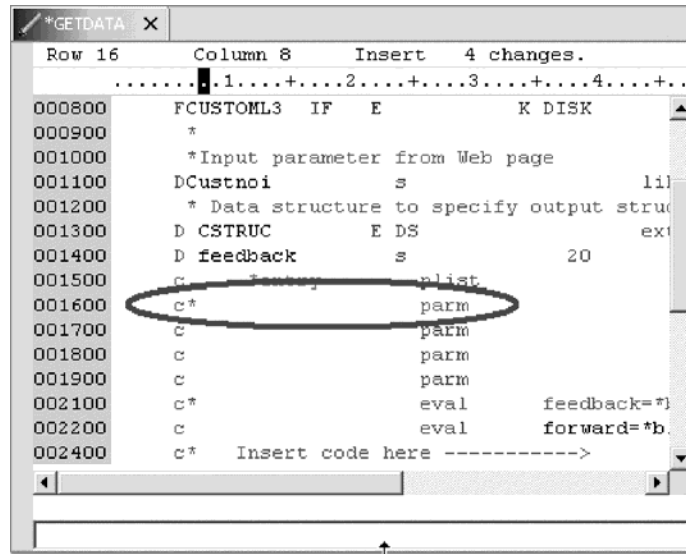 *GETDATA X
Row 16 Column 8 Insert 4 changes.
.........1....+....2....+....3....+....4....+..
000800 FCUSTOML3 IF E K DISK
000900 *
001000 *Input parameter from Web page
001100 DCustnoi s
001200 * Data structure to specify output
001300 D CSTRUC E DS
001400 D feedback s 20
001500 c *entry plist
001600 c* parm
001700 c parm
001800 c parm
001900 c parm
002100 c* eval
002200 c eval forward=*b
002400 c* Insert code here ----------->